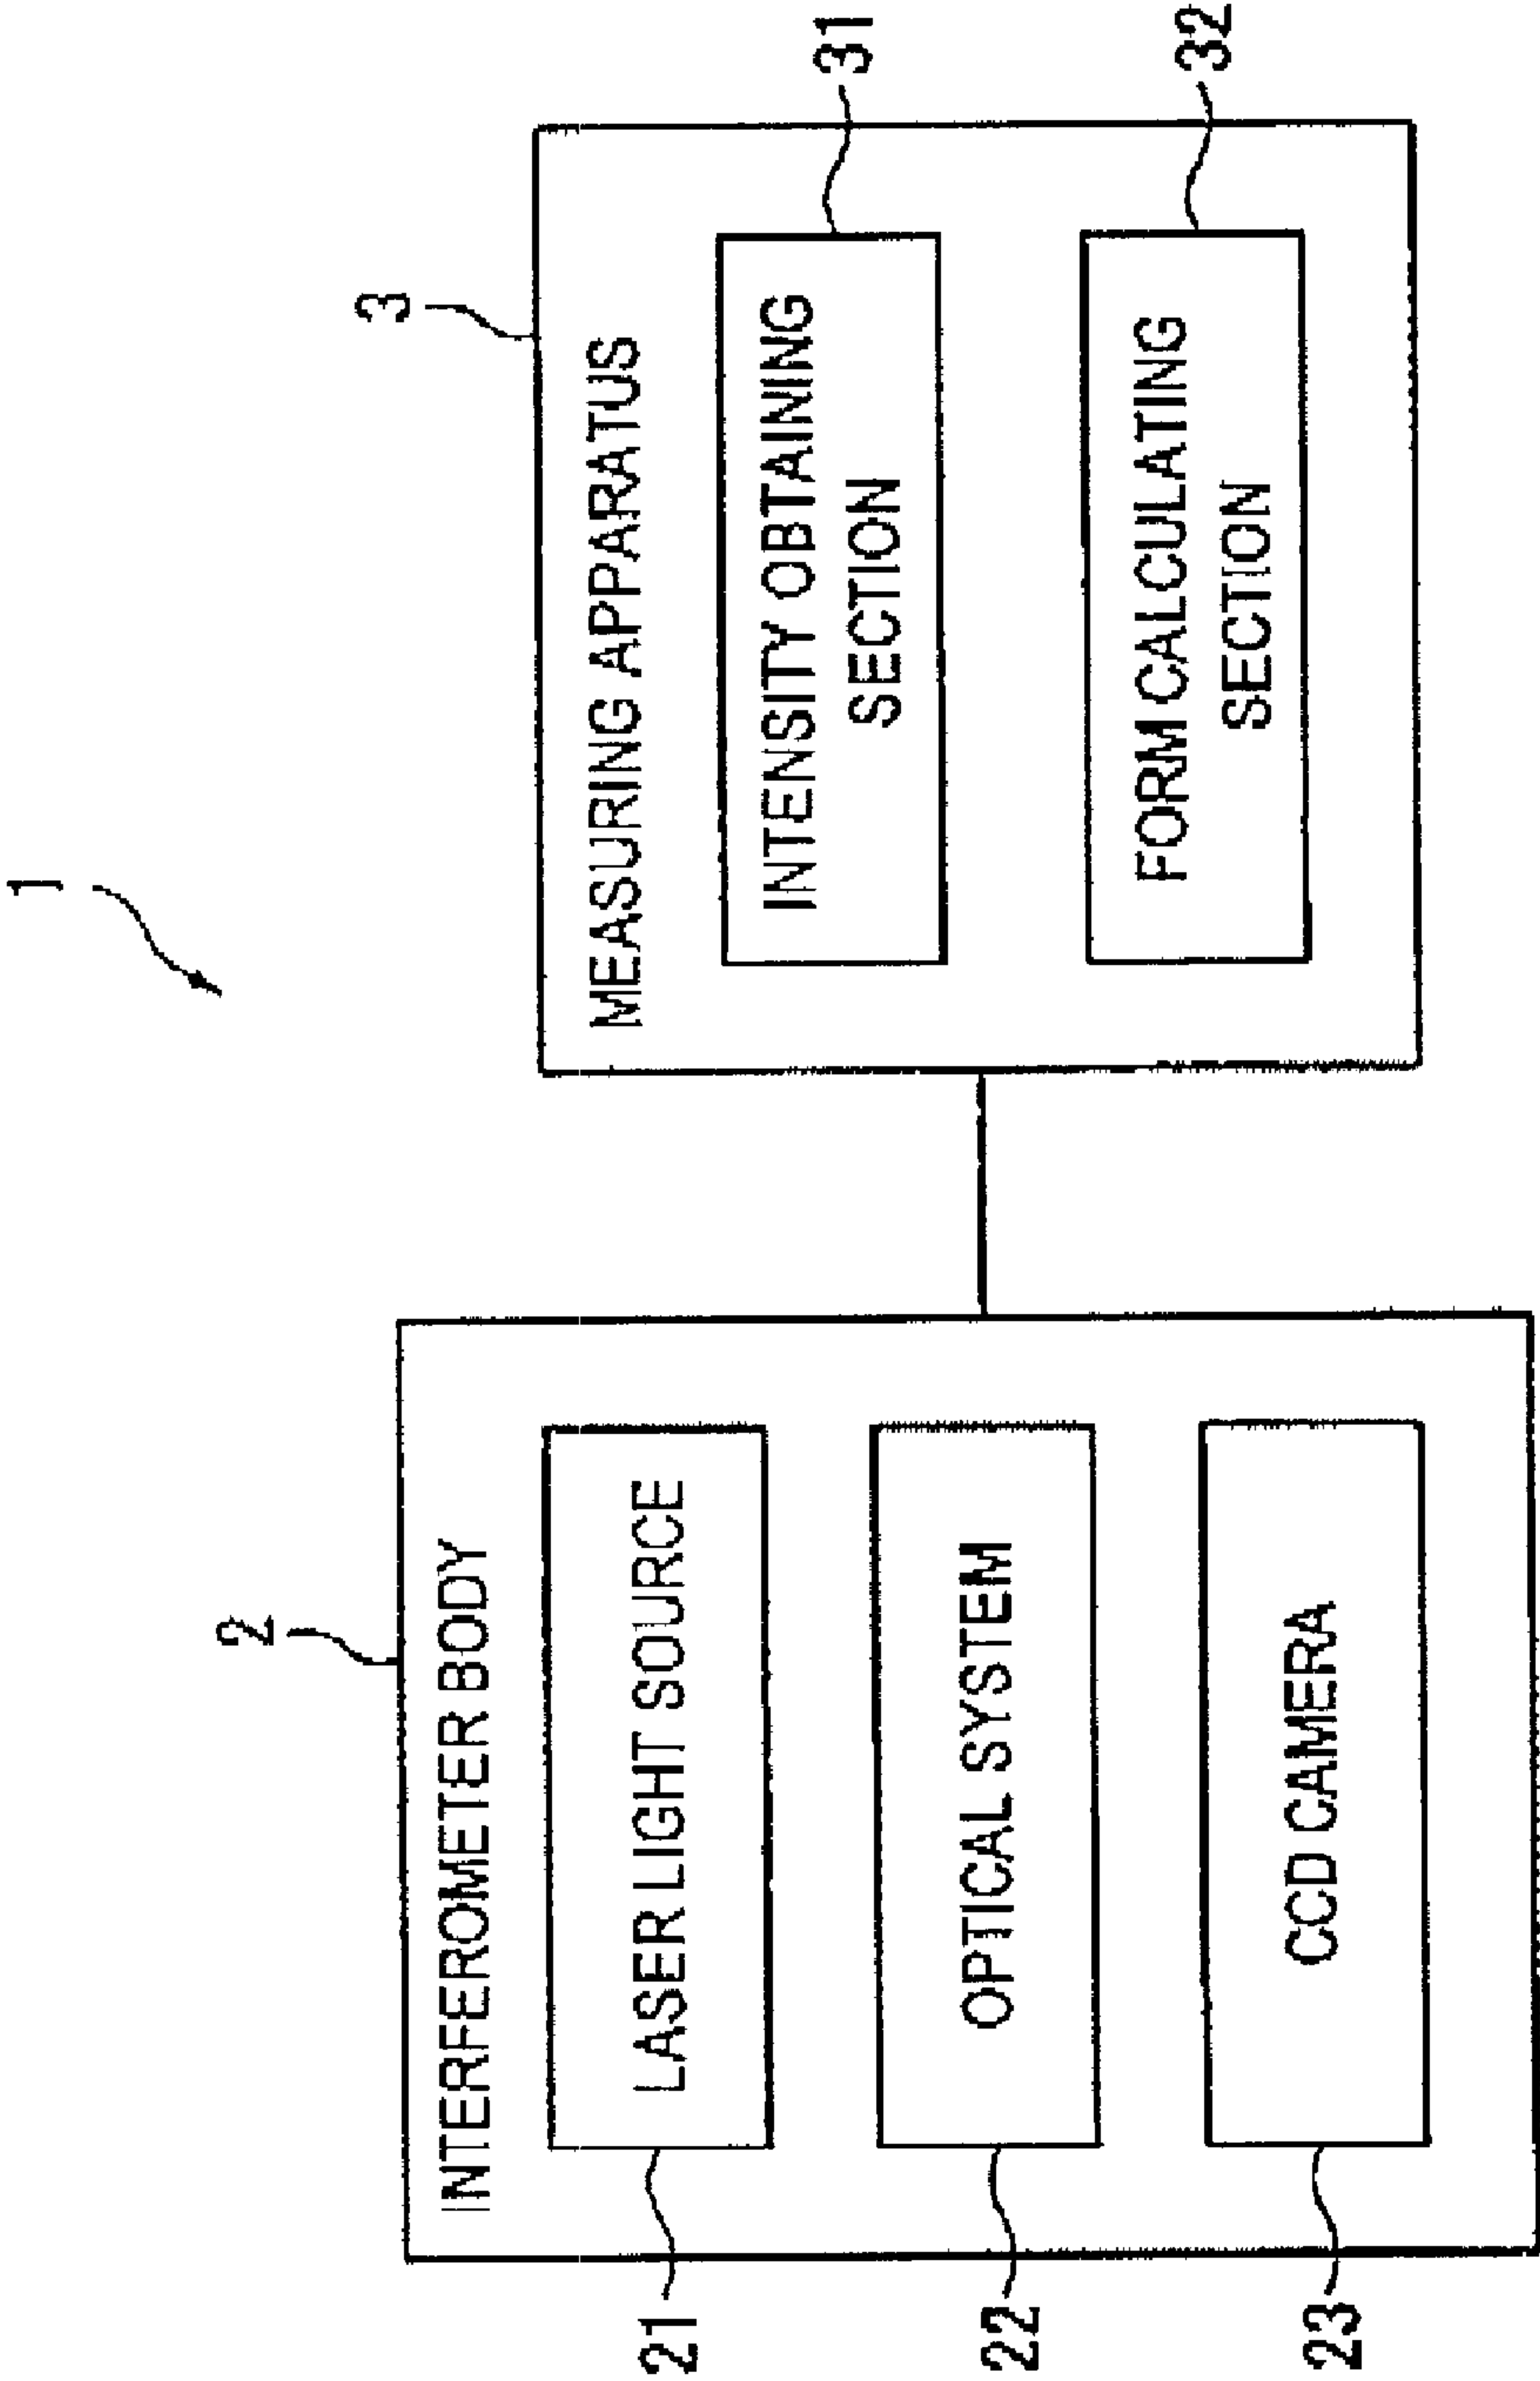 1
2
INTERFEROMETER BODY
LASER LIGHT SOURCE
21
OPTICAL SYSTEM
22
CCD CAMERA
23
3
MEASURING APPARATUS
INTENSITY OBTAINING
SECTION
31
FORM CALCULATING
SECTION
32